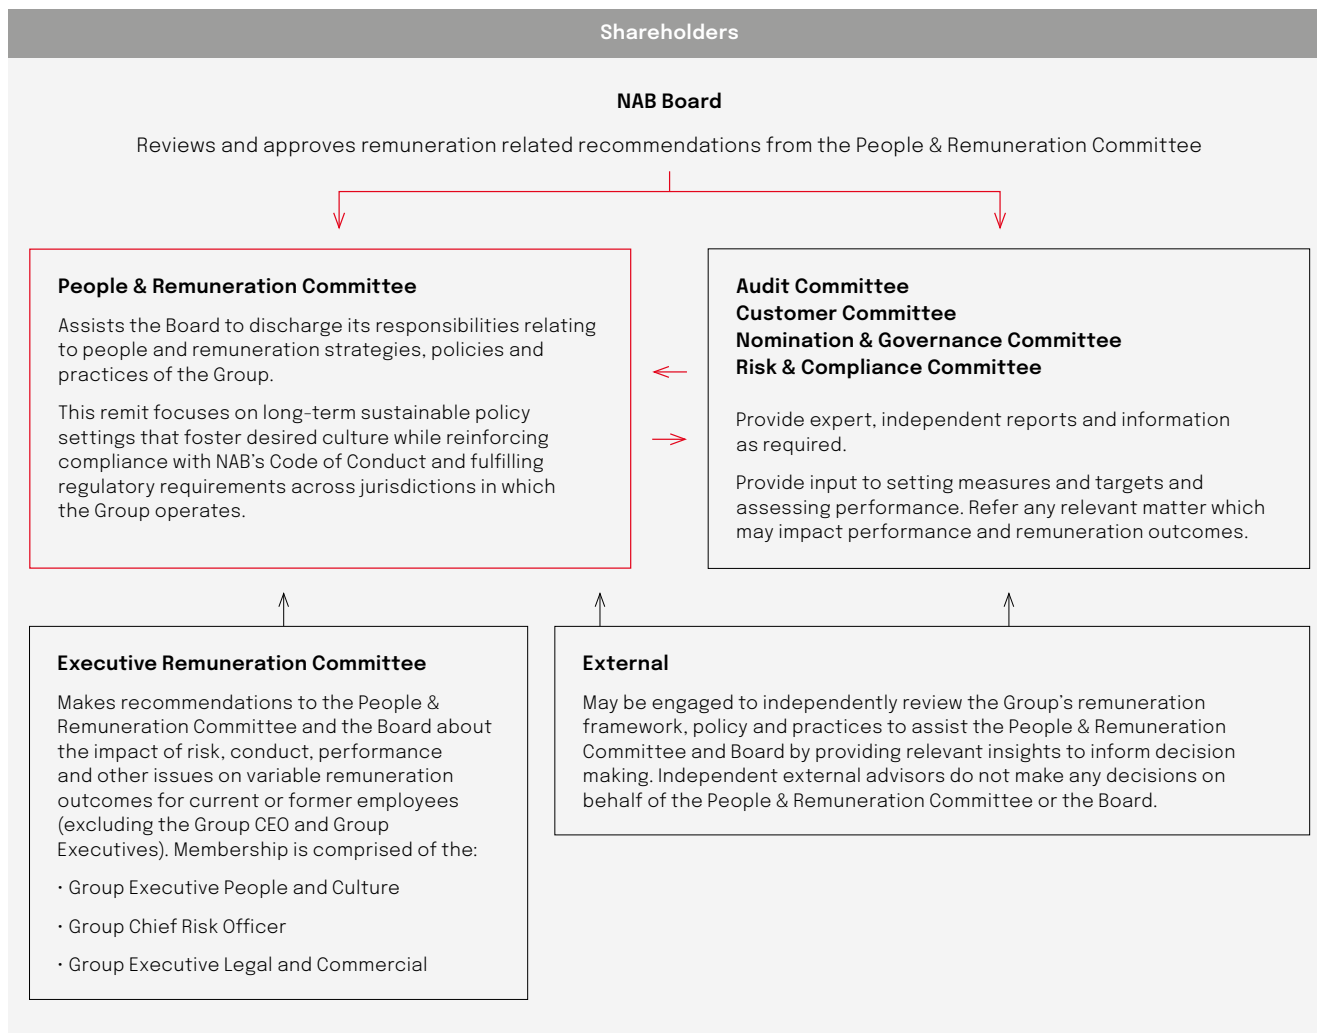 Shareholders
NAB Board
Reviews and approves remuneration related recommendations from the People & Remuneration Committee
People & Remuneration Committee
Assists the Board to discharge its responsibilities relating
to people and remuneration strategies, policies and
practices of the Group.
This remit focuses on long-term sustainable policy
settings that foster desired culture while reinforcing
compliance with NAB's Code of Conduct and fulfilling
regulatory requirements across jurisdictions in which
the Group operates.
Audit Committee
Customer Committee
Nomination & Governance Committee
Risk & Compliance Committee
Provide expert, independent reports and information
as required.
Provide input to setting measures and targets and
assessing performance. Refer any relevant matter which
may impact performance and remuneration outcomes.
Executive Remuneration Committee
Makes recommendations to the People &
Remuneration Committee and the Board about
the impact of risk, conduct, performance
and other issues on variable remuneration
outcomes for current or former employees
(excluding the Group CEO and Group
Executives). Membership is comprised of the:
• Group Executive People and Culture
• Group Chief Risk Officer
• Group Executive Legal and Commercial
External
May be engaged to independently review the Group's remuneration
framework, policy and practices to assist the People & Remuneration
Committee and Board by providing relevant insights to inform decision
making. Independent external advisors do not make any decisions on
behalf of the People & Remuneration Committee or the Board.